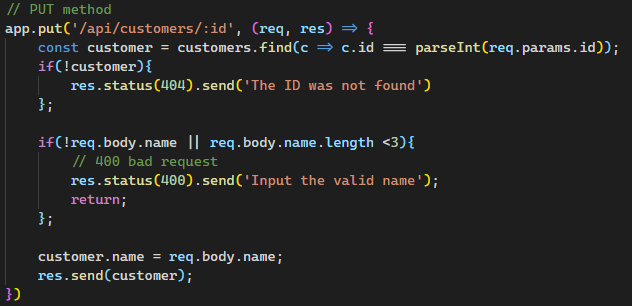 // PUT method
app.put('/api/customers/:id', (req, res) => {
    const customer = customers.find(c => c.id === parseInt(req.params.id));
    if(!customer){
        res.status(404).send('The ID was not found')
    };

    if(!req.body.name || req.body.name.length <3){
        // 400 bad request
        res.status(400).send('Input the valid name');
        return;
    };

    customer.name = req.body.name;
    res.send(customer);
})